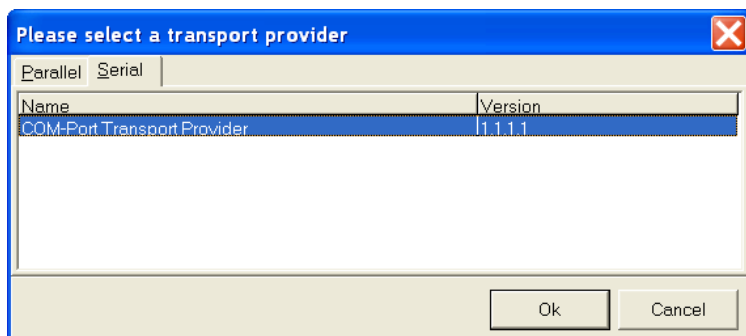 Please select a transport provider
Parallel Serial
Name Version
COM-Port Transport Provider 1.1.1.1
Ok Cancel